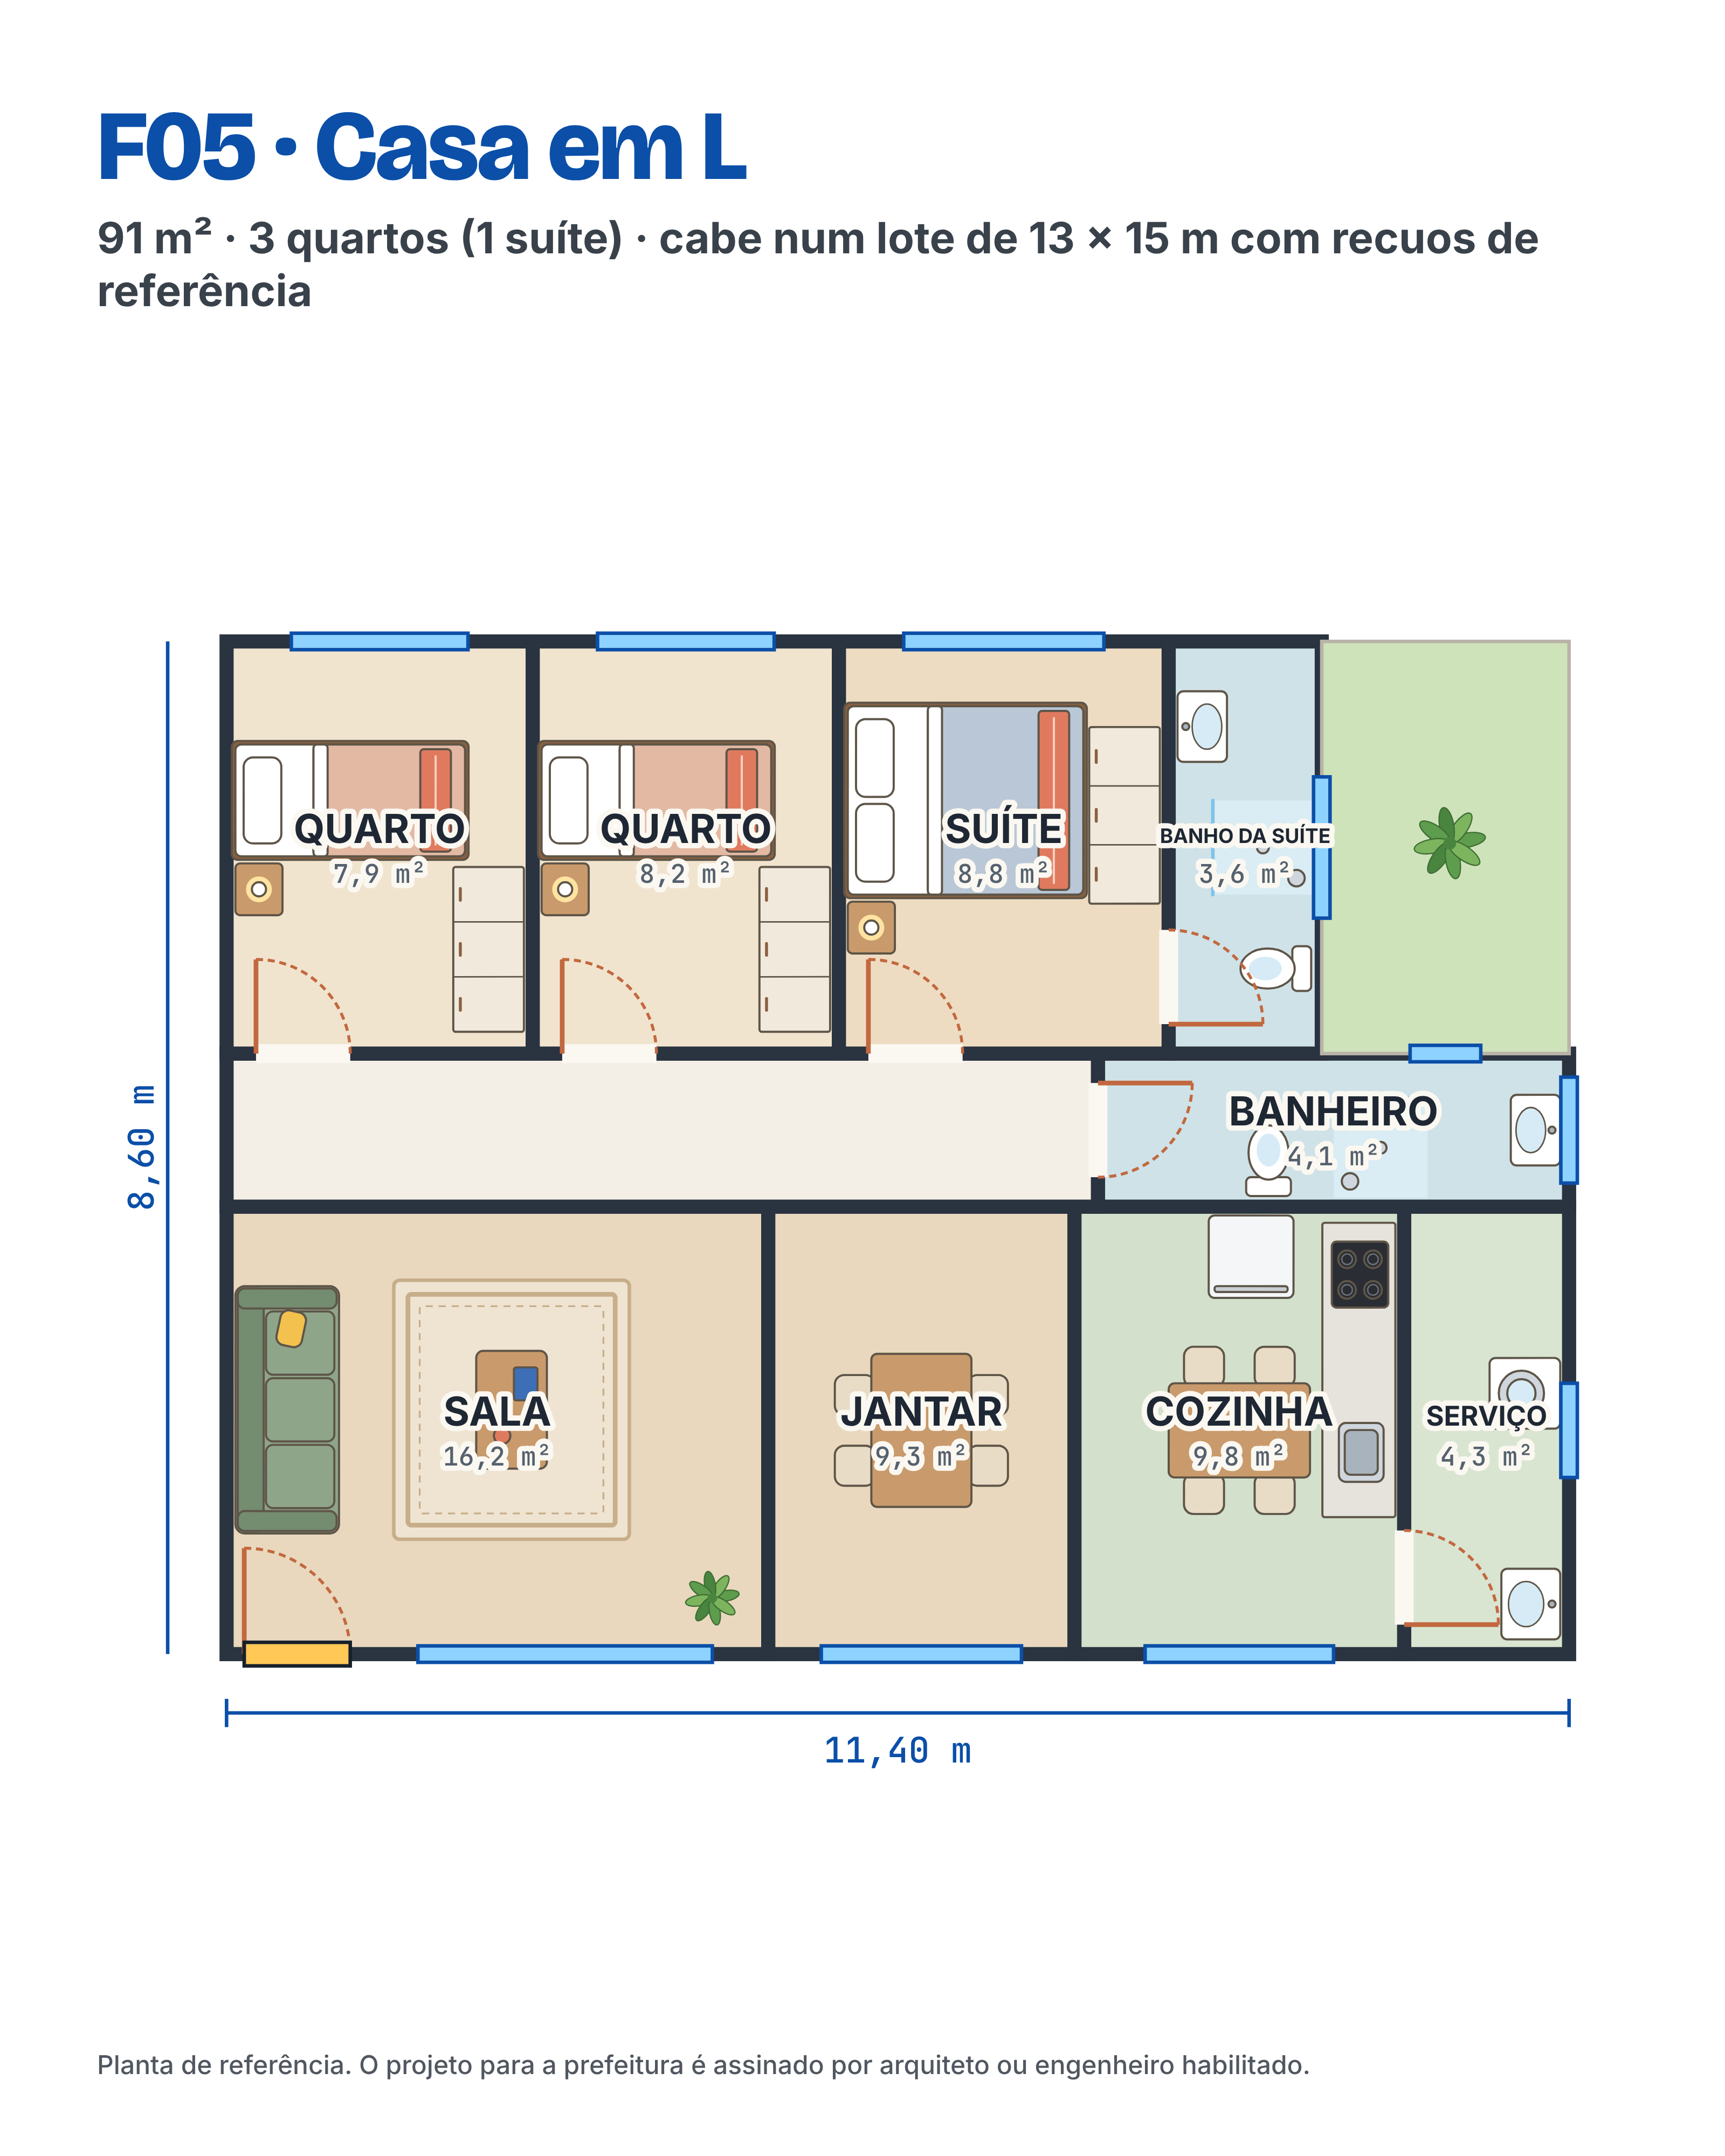 F05 · Casa em L
91 m² · 3 quartos (1 suíte) · cabe num lote de 13 × 15 m com recuos de
referência
QUARTO
7,9 m²
QUARTO
8,2 m²
SUÍTE
8,8 m²
BANHO DA SUÍTE
3,6 m²
BANHEIRO
4,1 m²
8,60 m
SALA
16,2 m²
JANTAR
9,3 m²
COZINHA
9,8 m²
SERVIÇO
4,3 m²
11,40 m
Planta de referência. O projeto para a prefeitura é assinado por arquiteto ou engenheiro habilitado.